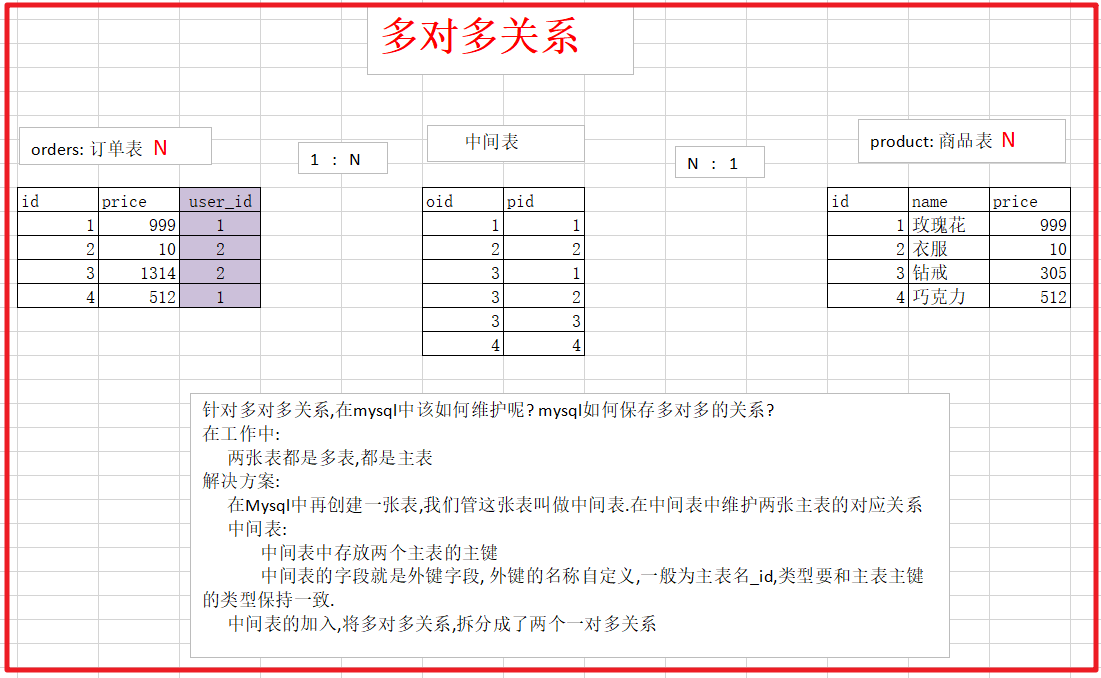 多对多关系
orders: 订单表 N
1 : N
中间表
N : 1
product: 商品表 N
id price user_id
1 999 1
2 10 2
3 1314 2
4 512 1
oid pid
1 1
2 2
3 1
3 2
3 3
4 4
id name price
1 玫瑰花 999
2 衣服 10
3 钻戒 305
4 巧克力 512
针对多对多关系,在mysql中该如何维护呢? mysql如何保存多对多的关系?
在工作中:
两张表都是多表,都是主表
解决方案:
在Mysql中再创建一张表,我们管这张表叫做中间表.在中间表中维护两张主表的对应关系
中间表:
中间表中存放两个主表的主键
中间表的字段就是外键字段, 外键的名称自定义,一般为主表名_id,类型要和主表主键
的类型保持一致.
中间表的加入,将多对多关系,拆分成了两个一对多关系